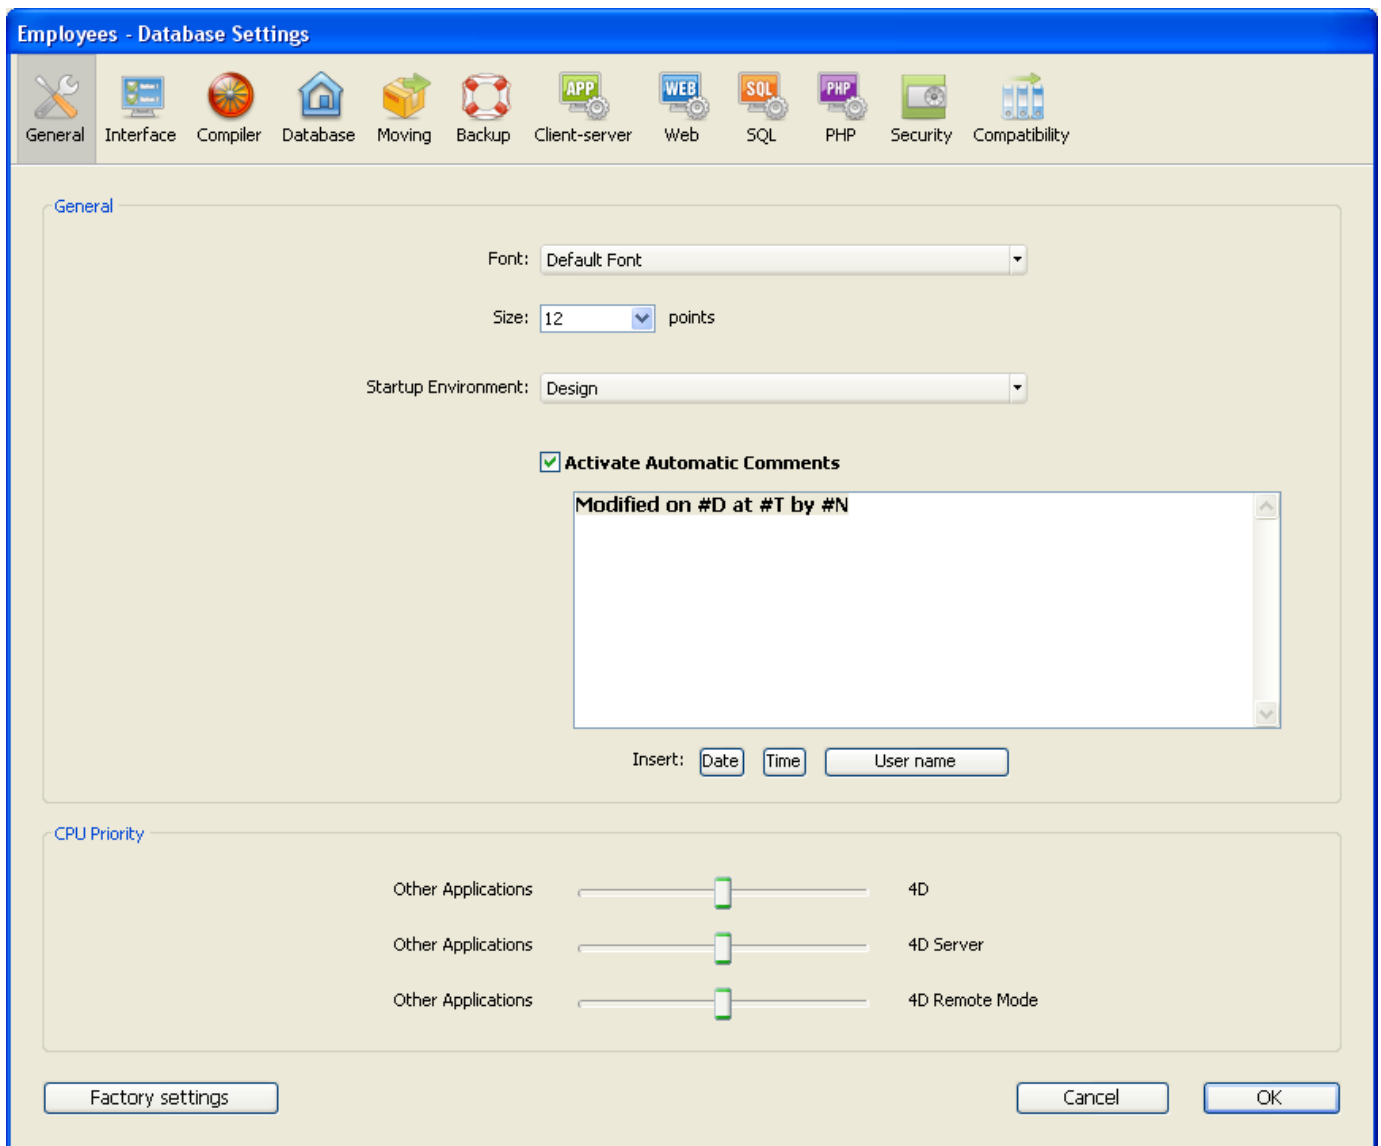 Employees - Database Settings
General Interface Compiler Database Moving Backup APP Client-server WEB Web SQL SQL PHP PHP Security Compatibility
General
Font: Default Font
Size: 12 points
Startup Environment: Design
Activate Automatic Comments
Modified on #D at #T by #N
Insert: Date Time User name
CPU Priority
Other Applications 4D
Other Applications 4D Server
Other Applications 4D Remote Mode
Factory settings Cancel OK